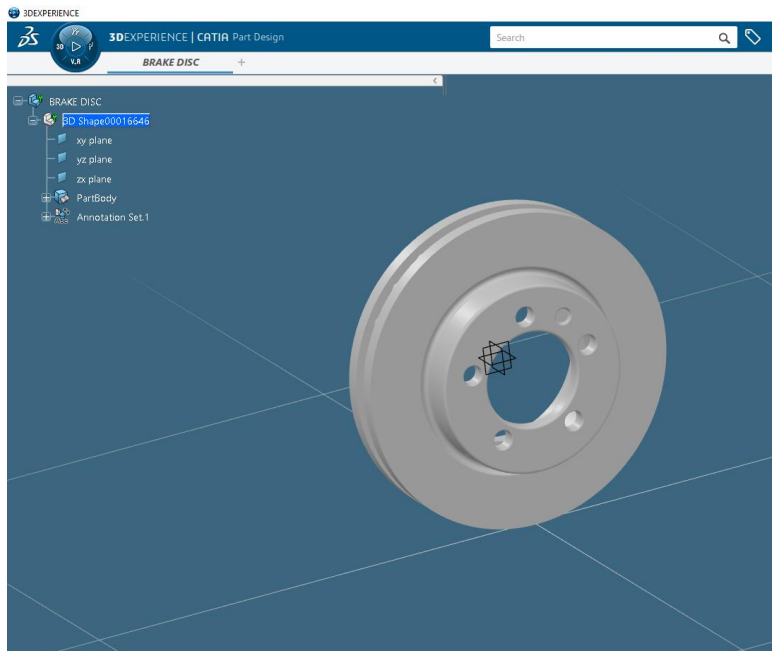 3DEXPERIENCE
3DEXPERIENCE | CATIA Part Design
Search
3D
V.R
BRAKE DISC +
BRAKE DISC
3D Shape00016646
xy plane
yz plane
zx plane
PartBody
Annotation Set.1